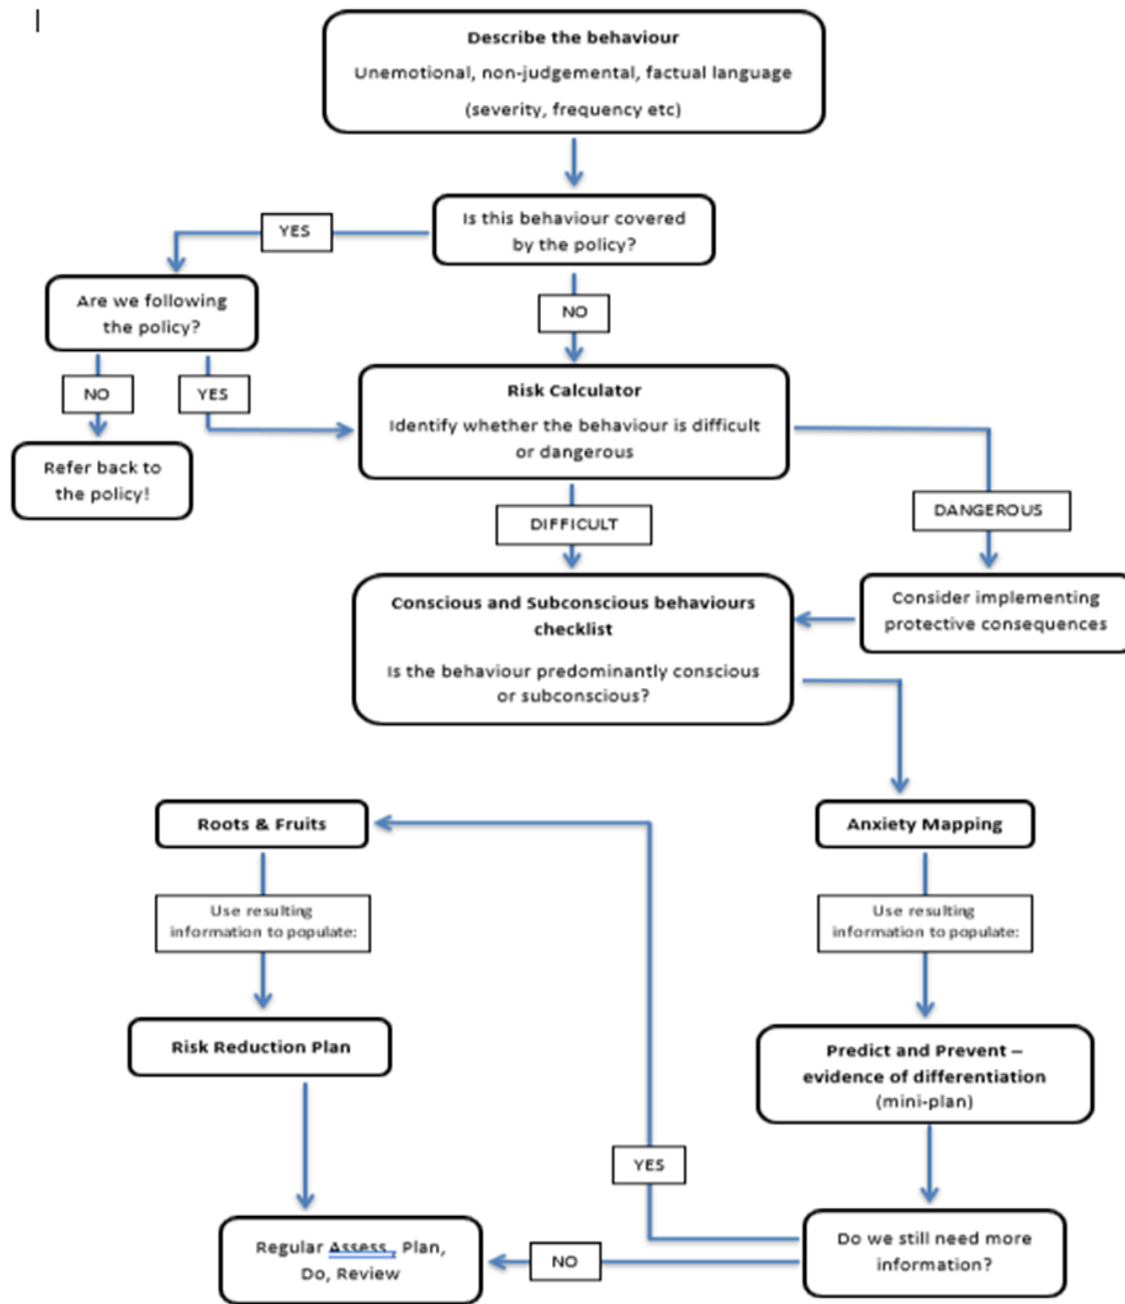 Describe the behaviour
Unemotional, non-judgemental, factual language
(severity, frequency etc)
Is this behaviour covered
by the policy?
YES
Are we following
the policy?
NO
NO
YES
Risk Calculator
Identify whether the behaviour is difficult
or dangerous
Refer back to
the policy!
DIFFICULT
DANGEROUS
Conscious and Subconscious behaviours
checklist
Is the behaviour predominantly conscious
or subconscious?
Consider implementing
protective consequences
Roots & Fruits
Anxiety Mapping
Use resulting
information to populate:
Use resulting
information to populate:
Risk Reduction Plan
Predict and Prevent –
evidence of differentiation
(mini-plan)
YES
Regular Assess , Plan,
Do, Review
NO
Do we still need more
information?